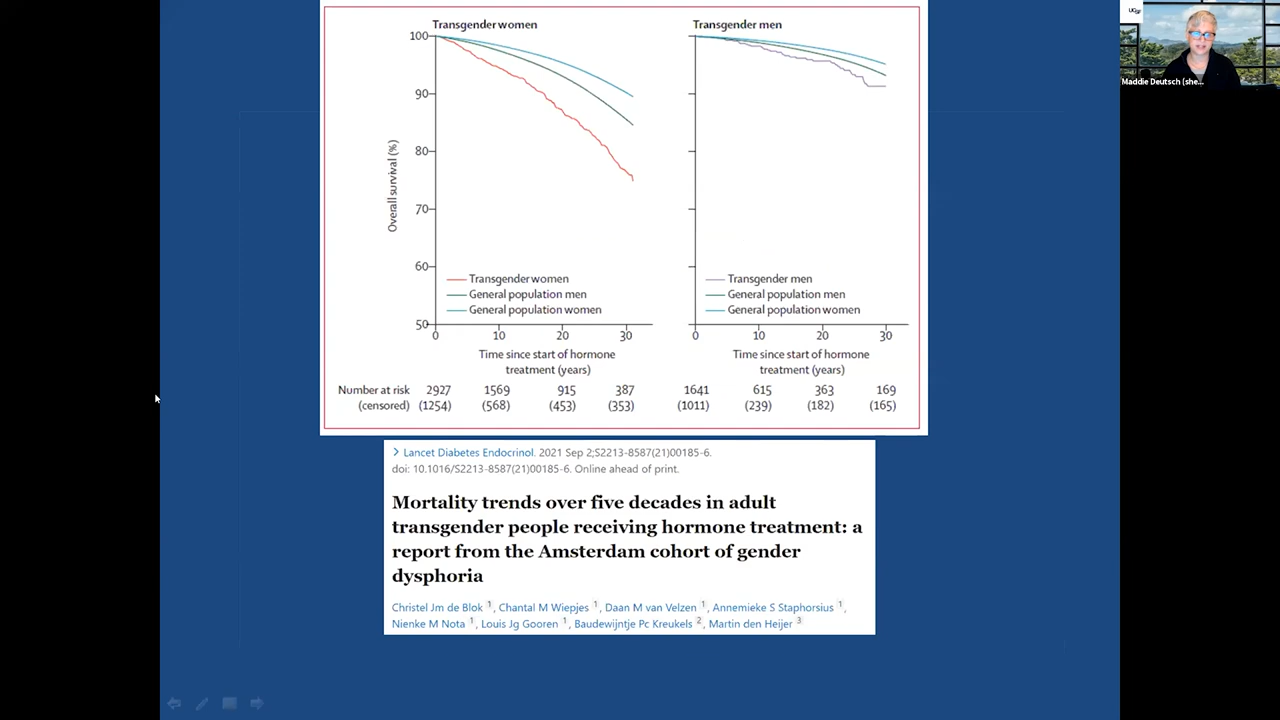 Transgender women
100
90
80
70
60
50
Overall survival (%)
Transgender women
General population men
General population women
0 10 20 30
Time since start of hormone
treatment (years)
Transgender men
Transgender men
General population men
General population women
0 10 20 30
Time since start of hormone
treatment (years)
Number at risk 2927 1569 915 387 1641 615 363 169
(censored) (1254) (568) (453) (353) (1011) (239) (182) (165)
> Lancet Diabetes Endocrinol. 2021 Sep 2;S2213-8587(21)00185-6.
doi: 10.1016/S2213-8587(21)00185-6. Online ahead of print.
Mortality trends over five decades in adult
transgender people receiving hormone treatment: a
report from the Amsterdam cohort of gender
dysphoria
Christel Jm de Blok 1, Chantal M Wiepjes 1, Daan M van Velzen 1, Annemieke S Staphorsius 1,
Nienke M Nota 1, Louis Jg Gooren 1, Baudewijntje Pc Kreukels 2, Martin den Heijer 3
Maddie Deutsch (she...